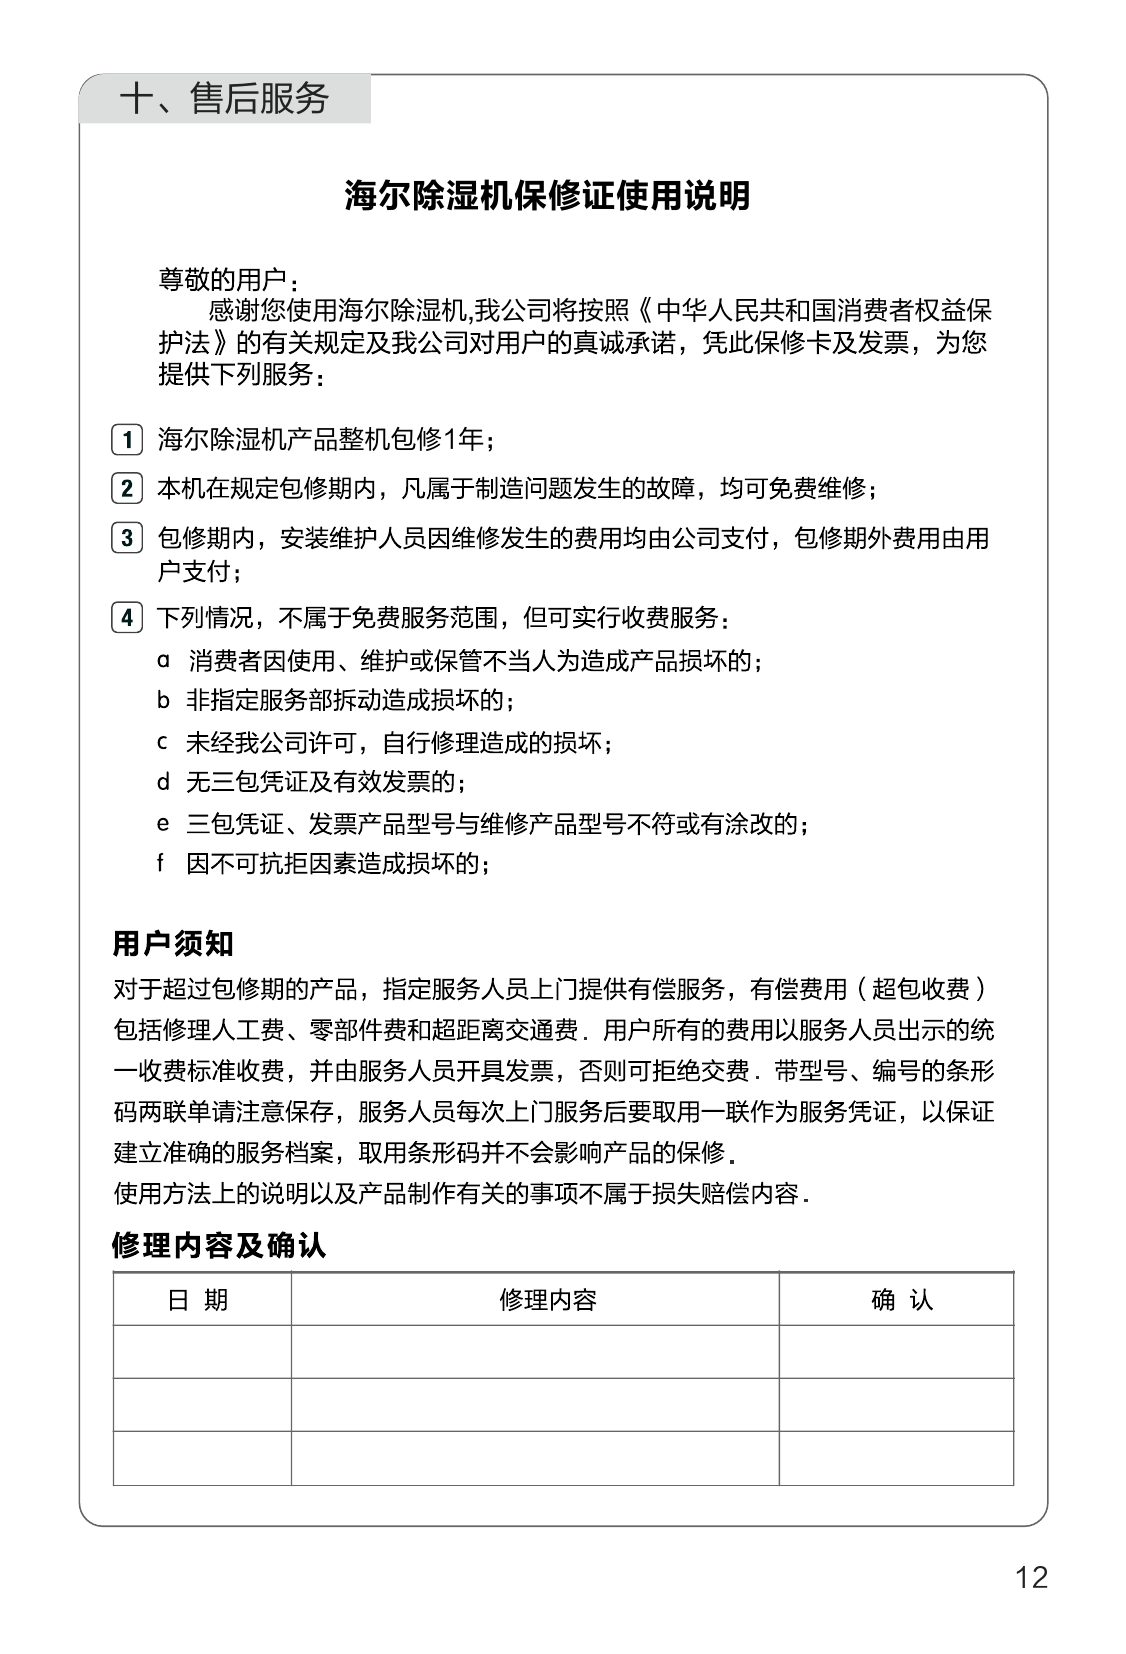 十、售后服务
海尔除湿机保修证使用说明
尊敬的用户：
感谢您使用海尔除湿机,我公司将按照《中华人民共和国消费者权益保
护法》的有关规定及我公司对用户的真诚承诺，凭此保修卡及发票，为您
提供下列服务：
1 海尔除湿机产品整机包修1年；
2 本机在规定包修期内，凡属于制造问题发生的故障，均可免费维修；
3 包修期内，安装维护人员因维修发生的费用均由公司支付，包修期外费用由用
户支付；
4 下列情况，不属于免费服务范围，但可实行收费服务：
a 消费者因使用、维护或保管不当人为造成产品损坏的；
b 非指定服务部拆动造成损坏的；
c 未经我公司许可，自行修理造成的损坏；
d 无三包凭证及有效发票的；
e 三包凭证、发票产品型号与维修产品型号不符或有涂改的；
f 因不可抗拒因素造成损坏的；
用户须知
对于超过包修期的产品，指定服务人员上门提供有偿服务，有偿费用（超包收费）
包括修理人工费、零部件费和超距离交通费．用户所有的费用以服务人员出示的统
一收费标准收费，并由服务人员开具发票，否则可拒绝交费．带型号、编号的条形
码两联单请注意保存，服务人员每次上门服务后要取用一联作为服务凭证，以保证
建立准确的服务档案，取用条形码并不会影响产品的保修．
使用方法上的说明以及产品制作有关的事项不属于损失赔偿内容．
修理内容及确认
日 期 修理内容 确 认
12